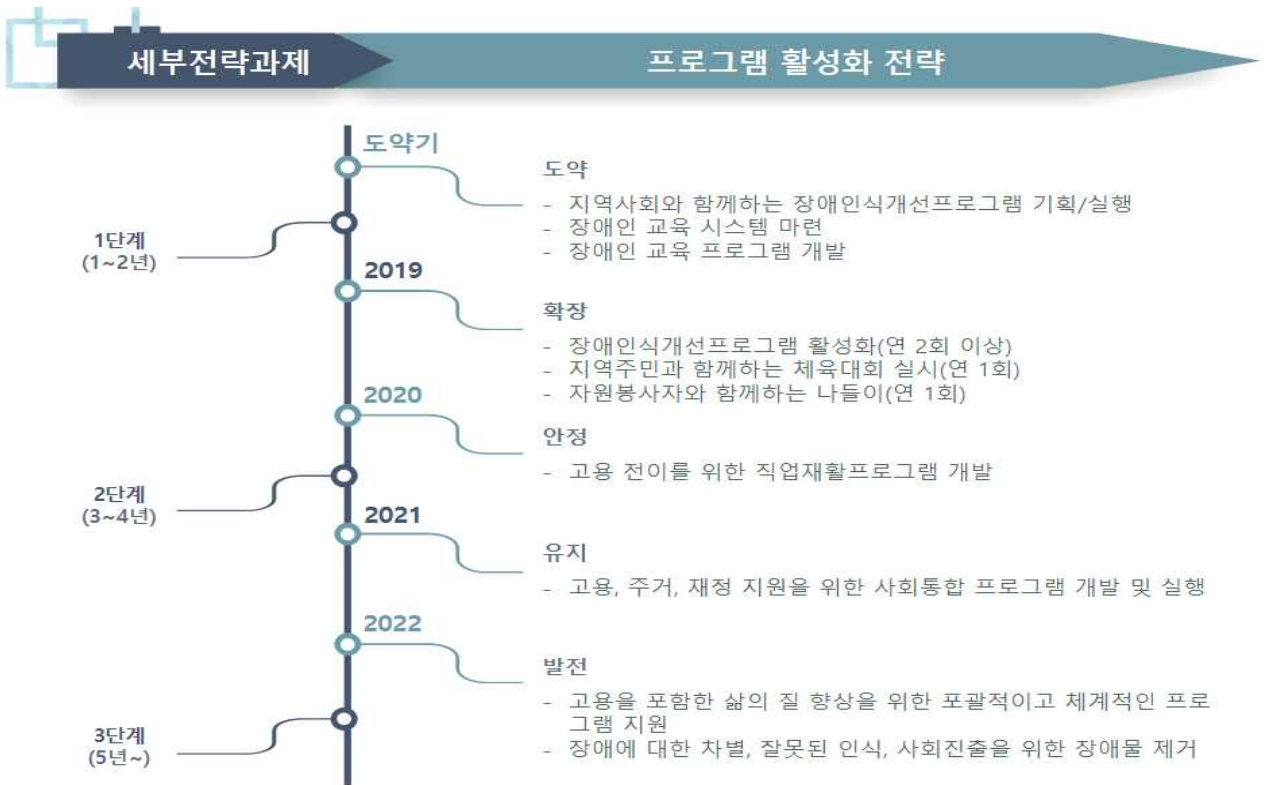 세부전략과제
프로그램 활성화 전략
도약기
도약
- 지역사회와 함께하는 장애인식개선프로그램 기획/실행
- 장애인 교육 시스템 마련
- 장애인 교육 프로그램 개발
1단계
(1~2년)
2019
확장
- 장애인식개선프로그램 활성화(연 2회 이상)
- 지역주민과 함께하는 체육대회 실시(연 1회)
- 자원봉사자와 함께하는 나들이(연 1회)
2020
안정
- 고용 전이를 위한 직업재활프로그램 개발
2단계
(3~4년)
2021
유지
- 고용, 주거, 재정 지원을 위한 사회통합 프로그램 개발 및 실행
2022
발전
- 고용을 포함한 삶의 질 향상을 위한 포괄적이고 체계적인 프로
그램 지원
- 장애에 대한 차별, 잘못된 인식, 사회진출을 위한 장애물 제거
3단계
(5년~)